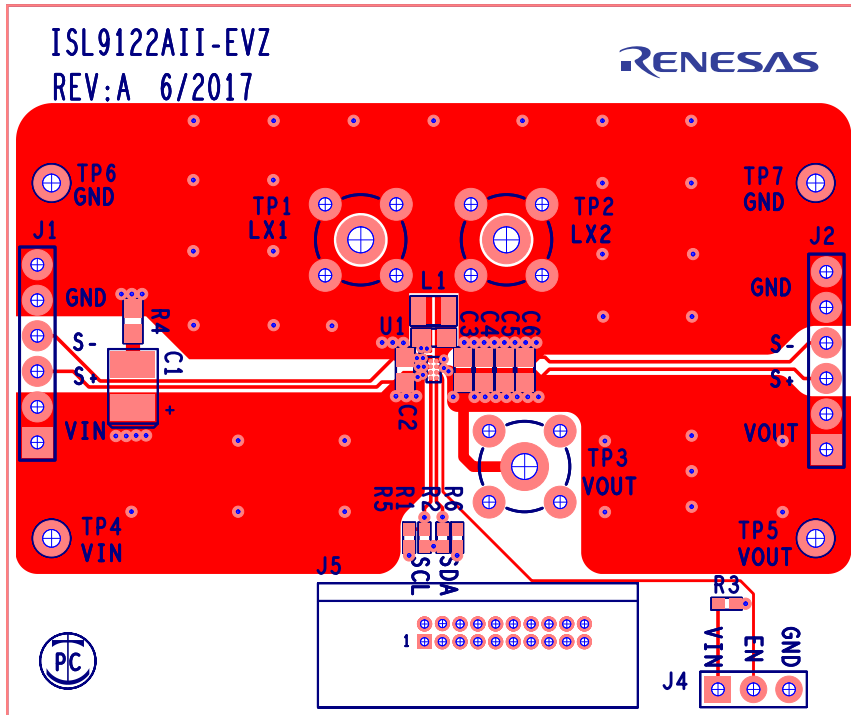 ISL9122AII-EVZ
REV:A 6/2017
RENESAS
TP6
GND
TP7
GND
TP1
LX1
TP2
LX2
J1
J2
L1
GND
GND
U1
C3
C4
C5
C6
R4
C1
S-
S-
S+
S+
+
C2
VIN
VOUT
TP3
VOUT
R5
R1
R2
R6
TP4
VIN
TP5
VOUT
SCL
SDA
J5
R3
1
VIN
EN
GND
J4
PC